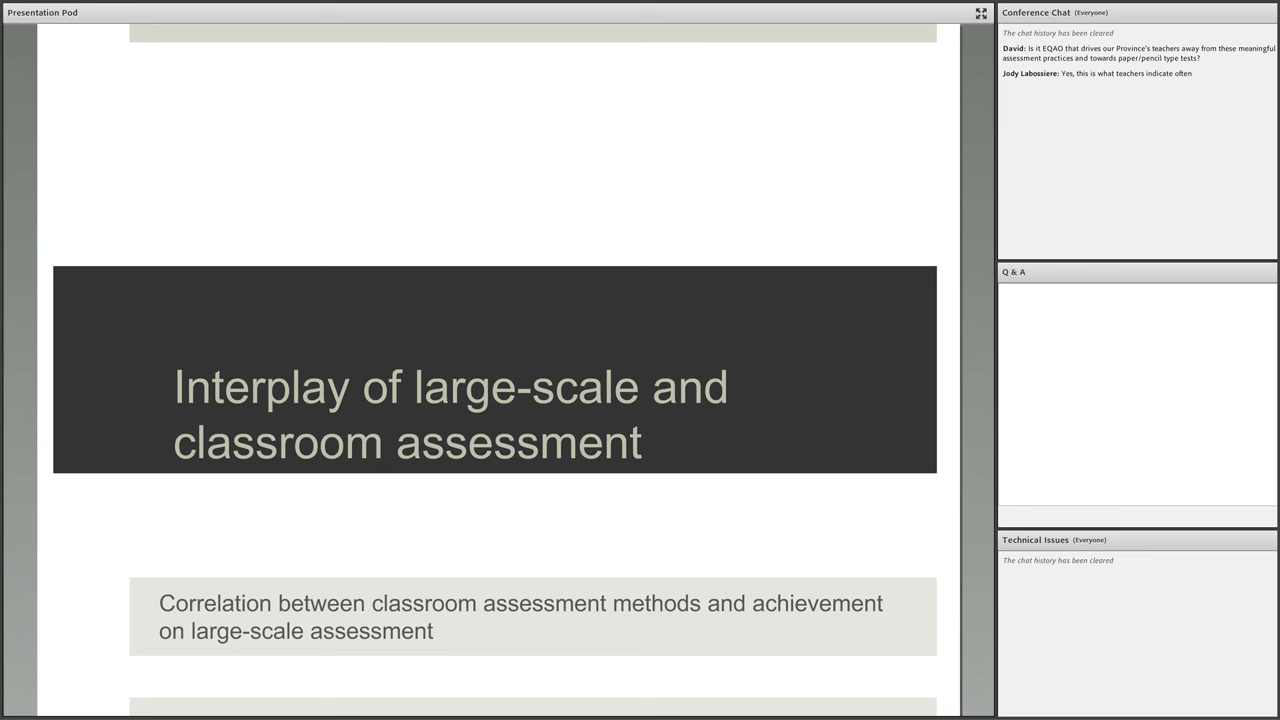 Presentation Pod
Interplay of large-scale and
classroom assessment
Correlation between classroom assessment methods and achievement
on large-scale assessment
Conference Chat (Everyone)
The chat history has been cleared
David: Is it EQAO that drives our Province's teachers away from these meaningful
assessment practices and towards paper/pencil type tests?
Jody Labossiere: Yes, this is what teachers indicate often
Q & A
Technical Issues (Everyone)
The chat history has been cleared